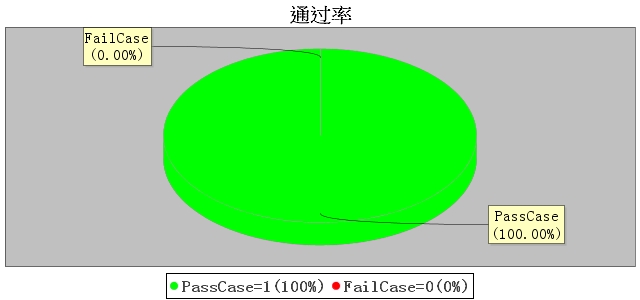 通过率
FailCase
(0.00%)
PassCase
(100.00%)
PassCase=1(100%) FailCase=0(0%)